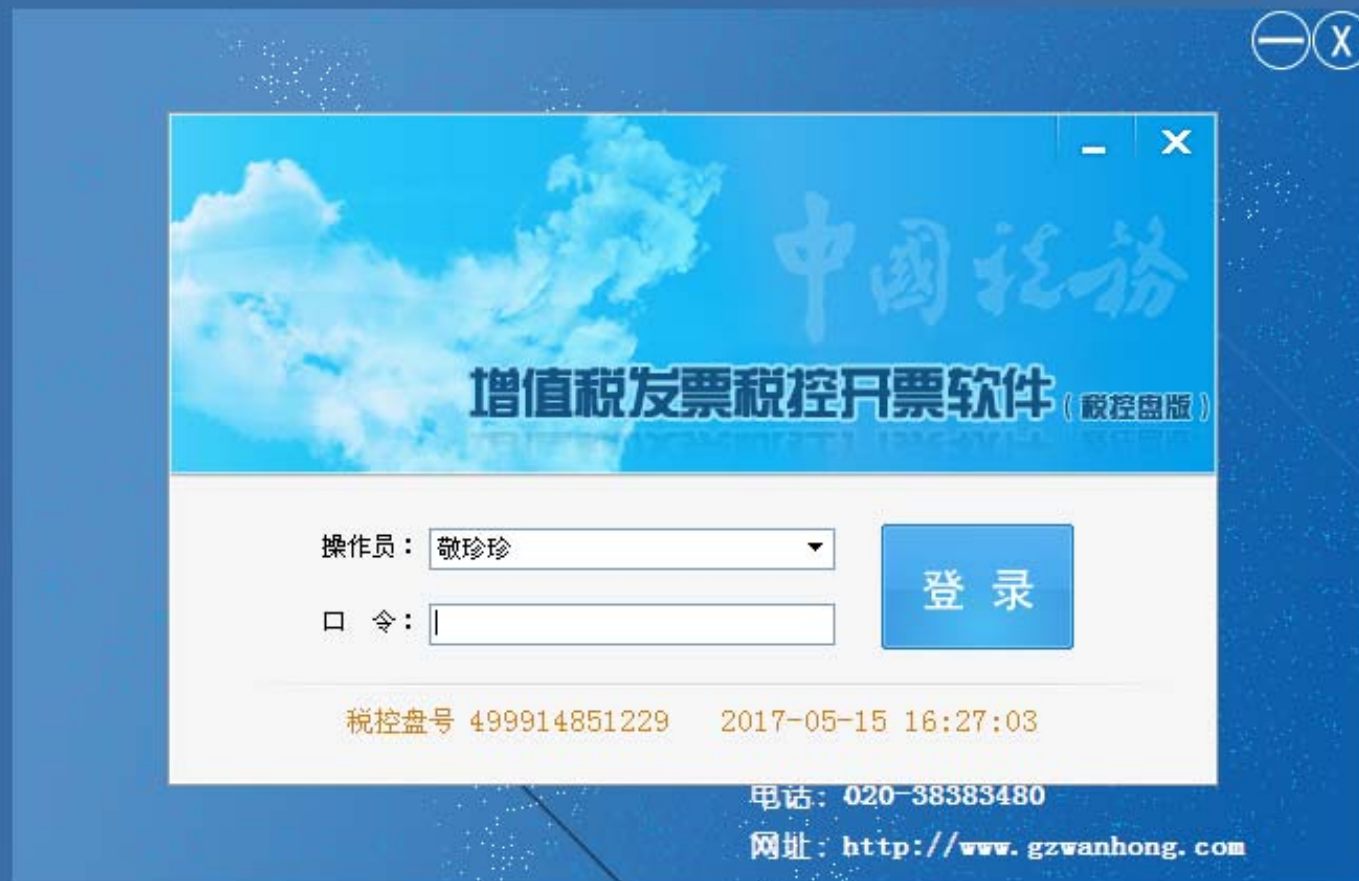 中國税務
增值税发票税控开票软件（税控盘版）
操作员： 敬珍珍
登 录
口 令：
税控盘号 499914851229 2017-05-15 16:27:03
电话: 020-38383480
网址: http://www.gzwanhong.com